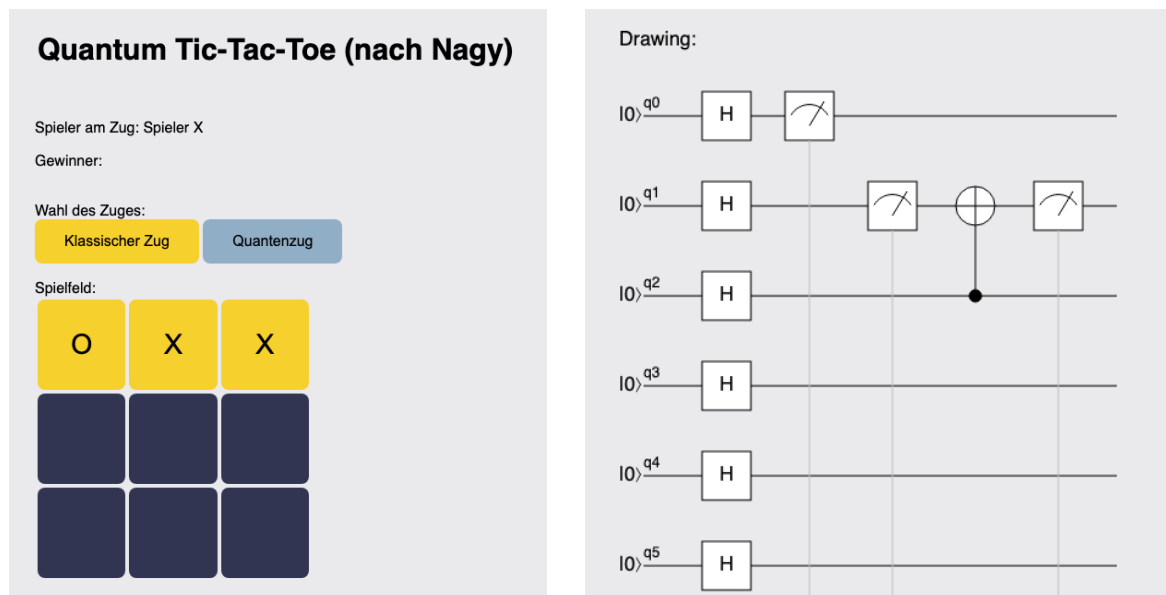 Quantum Tic-Tac-Toe (nach Nagy)
Spieler am Zug: Spieler X
Gewinner:
Wahl des Zuges:
Klassischer Zug Quantenzug
Spielfeld:
O X X
Drawing:
|0⟩ q0 H
|0⟩ q1 H
|0⟩ q2 H
|0⟩ q3 H
|0⟩ q4 H
|0⟩ q5 H